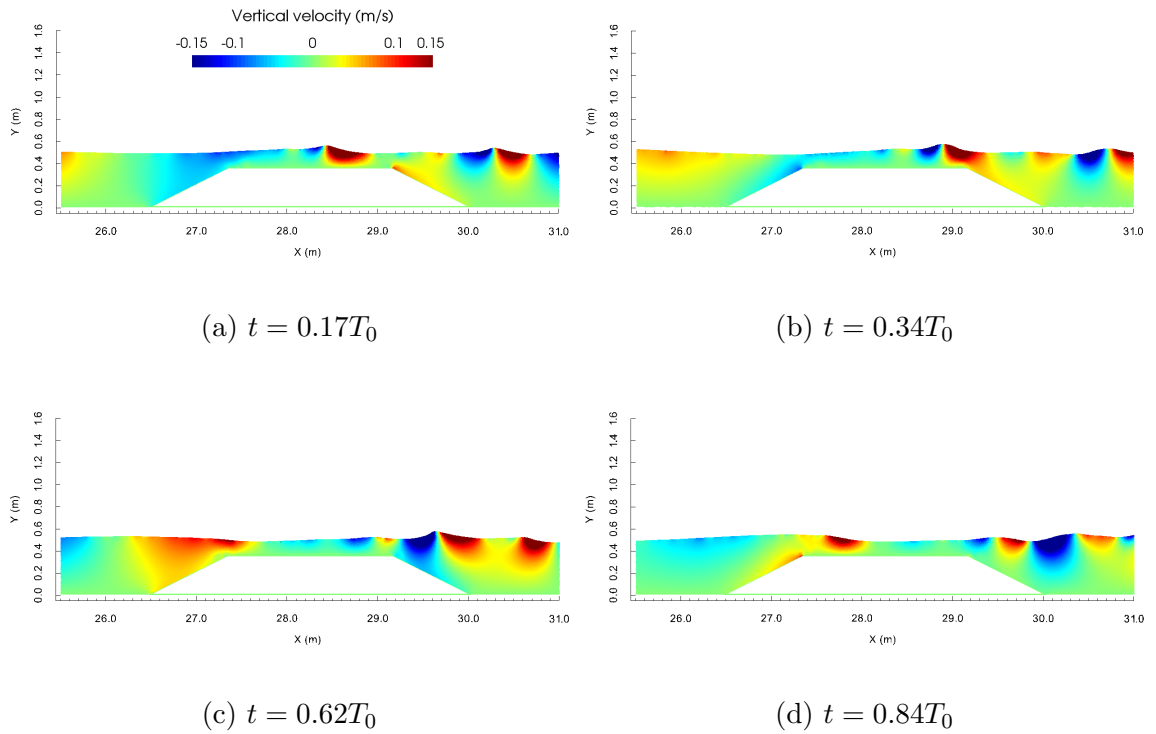 Vertical velocity (m/s)
-0.15 -0.1 0 0.1 0.15
Y (m)
1.6
1.4
1.2
1.0
0.8
0.6
0.4
0.2
0.0
26.0 27.0 28.0 29.0 30.0 31.0
X (m)
(a) t = 0.17T₀
Y (m)
1.6
1.4
1.2
1.0
0.8
0.6
0.4
0.2
0.0
26.0 27.0 28.0 29.0 30.0 31.0
X (m)
(b) t = 0.34T₀
Y (m)
1.6
1.4
1.2
1.0
0.8
0.6
0.4
0.2
0.0
26.0 27.0 28.0 29.0 30.0 31.0
X (m)
(c) t = 0.62T₀
Y (m)
1.6
1.4
1.2
1.0
0.8
0.6
0.4
0.2
0.0
26.0 27.0 28.0 29.0 30.0 31.0
X (m)
(d) t = 0.84T₀